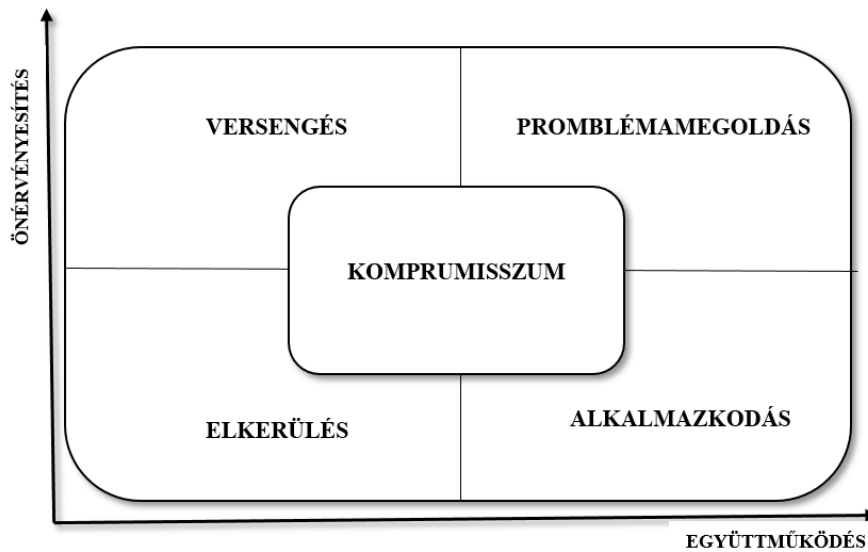 ÖNÉRVÉNYESÍTÉS
VERSENGÉS
PROMBLÉMAMEGOLDÁS
KOMPRUMISSZUM
ELKERÜLÉS
ALKALMAZKODÁS
EGYÜTTMŰKÖDÉS